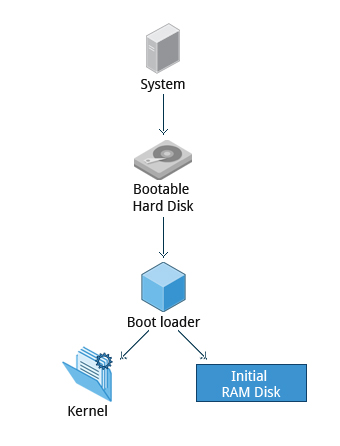 System
Bootable
Hard Disk
Boot loader
Kernel
Initial
RAM Disk